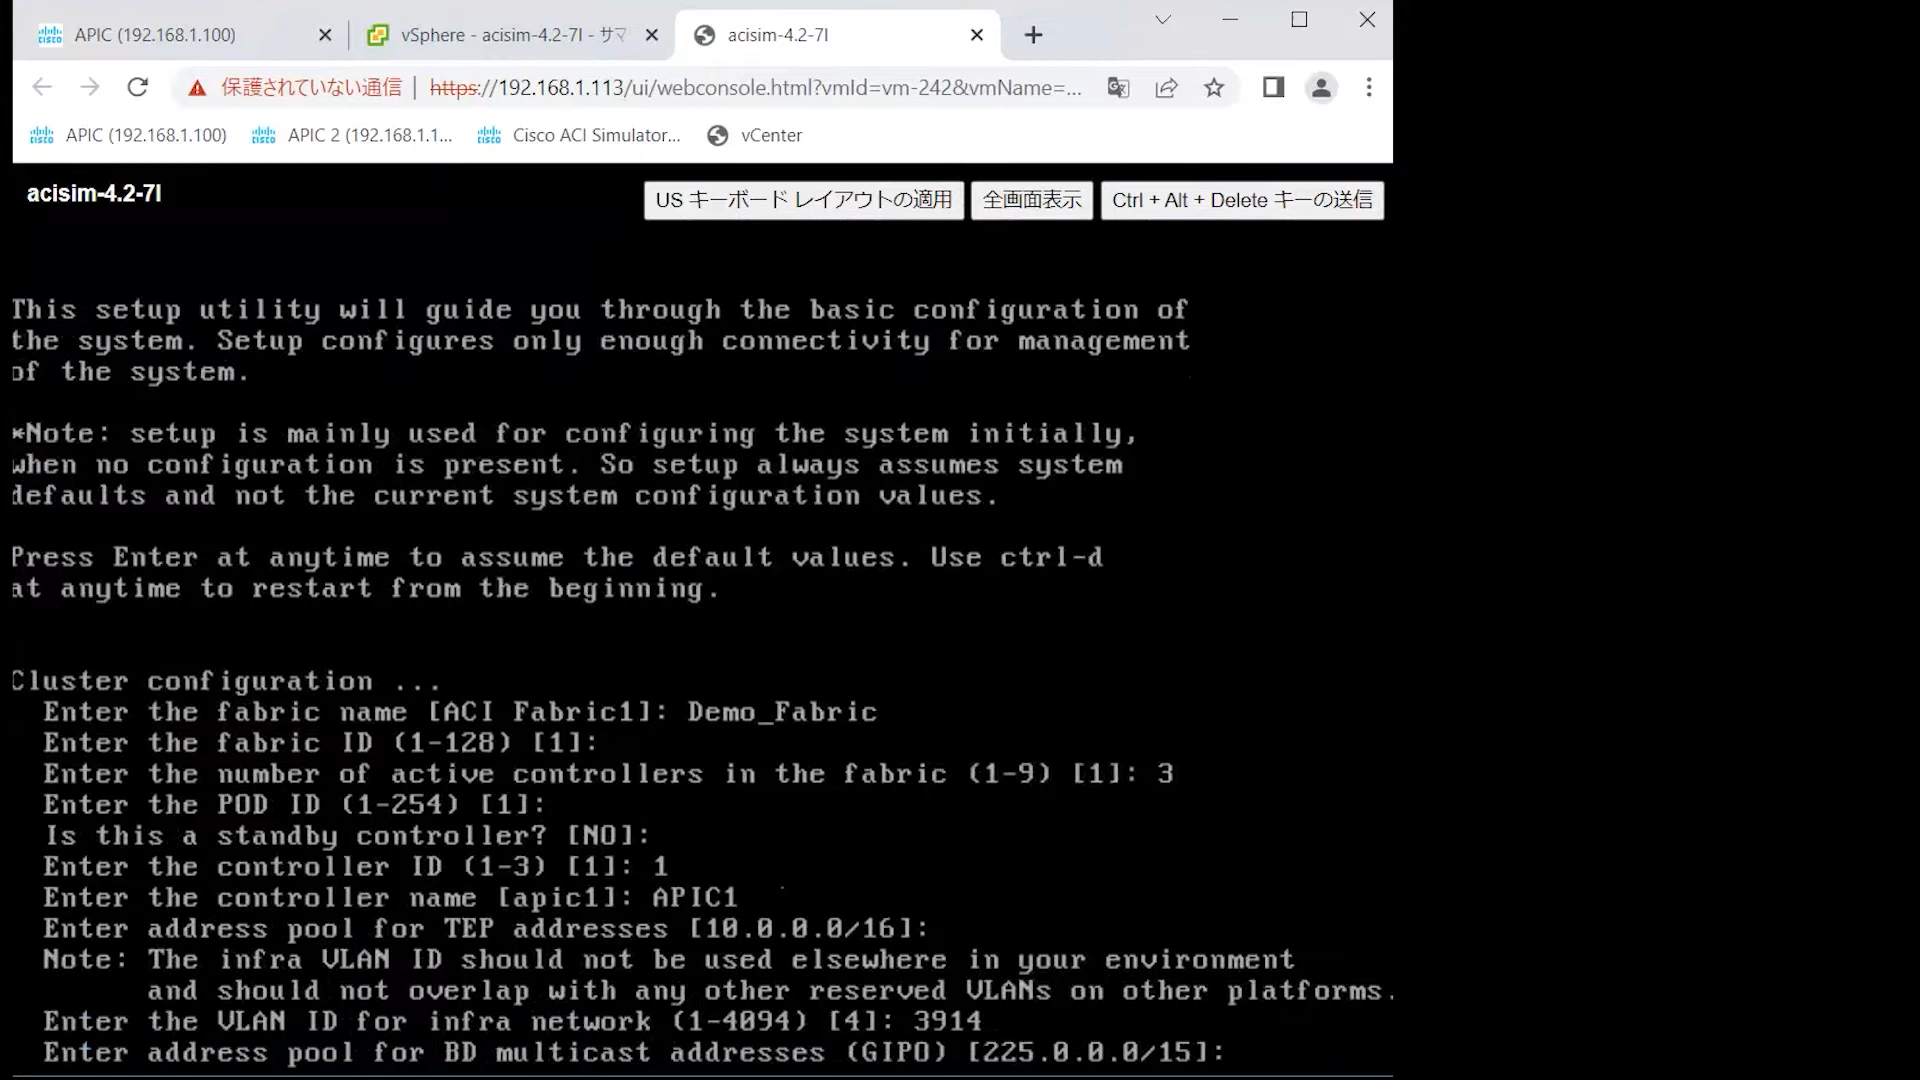 APIC (192.168.1.100)
vSphere - acisim-4.2-7l - サマ
acisim-4.2-7l
保護されていない通信 | https://192.168.1.113/ui/webconsole.html?vmId=vm-242&vmName=...
APIC (192.168.1.100)
APIC 2 (192.168.1.1...
Cisco ACI Simulator...
vCenter
acisim-4.2-7l
US キーボード レイアウトの適用
全画面表示
Ctrl + Alt + Delete キーの送信
This setup utility will guide you through the basic configuration of
the system. Setup configures only enough connectivity for management
of the system.
*Note: setup is mainly used for configuring the system initially,
when no configuration is present. So setup always assumes system
defaults and not the current system configuration values.
Press Enter at anytime to assume the default values. Use ctrl-d
at anytime to restart from the beginning.
Cluster configuration ...
Enter the fabric name [ACI Fabric1]: Demo_Fabric
Enter the fabric ID (1-128) [1]:
Enter the number of active controllers in the fabric (1-9) [1]: 3
Enter the POD ID (1-254) [1]:
Is this a standby controller? [NO]:
Enter the controller ID (1-3) [1]: 1
Enter the controller name [apic1]: APIC1
Enter address pool for TEP addresses [10.0.0.0/16]:
Note: The infra VLAN ID should not be used elsewhere in your environment
and should not overlap with any other reserved VLANs on other platforms.
Enter the VLAN ID for infra network (1-4094) [4]: 3914
Enter address pool for BD multicast addresses (GIPO) [225.0.0.0/15]: